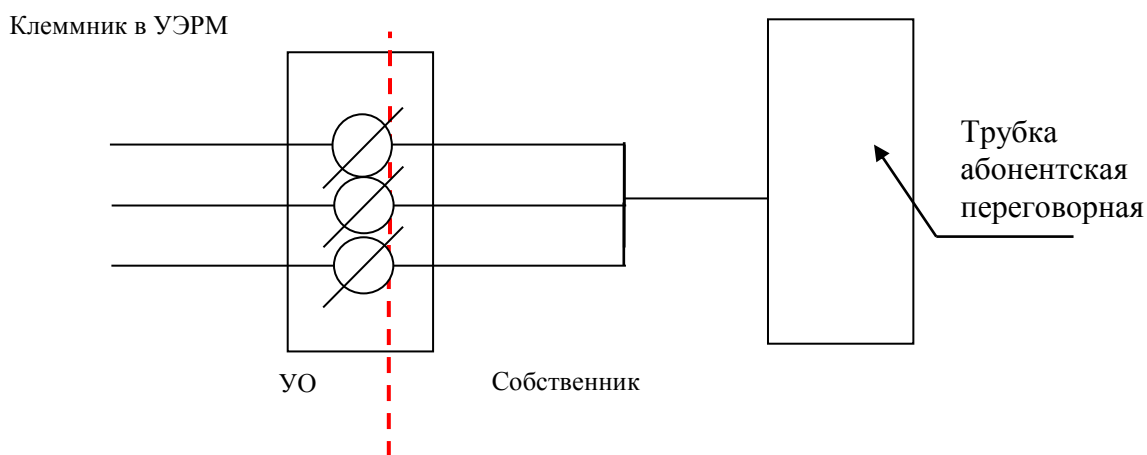 Клеммник в УЭРМ
Трубка
абонентская
переговорная
УО
Собственник